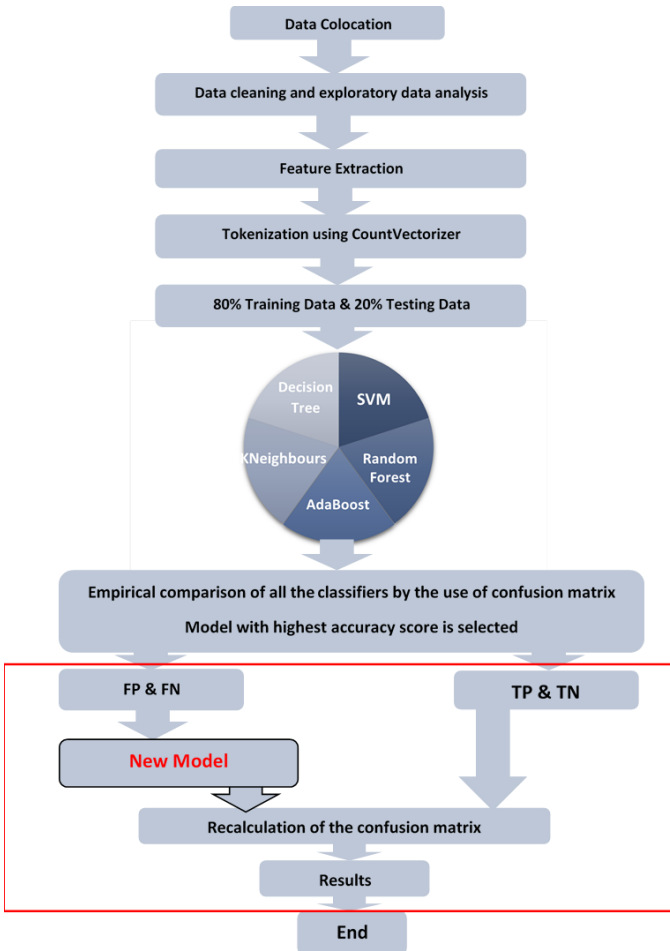 Data Colocation
Data cleaning and exploratory data analysis
Feature Extraction
Tokenization using CountVectorizer
80% Training Data & 20% Testing Data
Decision
Tree
SVM
KNeighbours
Random
Forest
AdaBoost
Empirical comparison of all the classifiers by the use of confusion matrix
Model with highest accuracy score is selected
FP & FN
TP & TN
New Model
Recalculation of the confusion matrix
Results
End